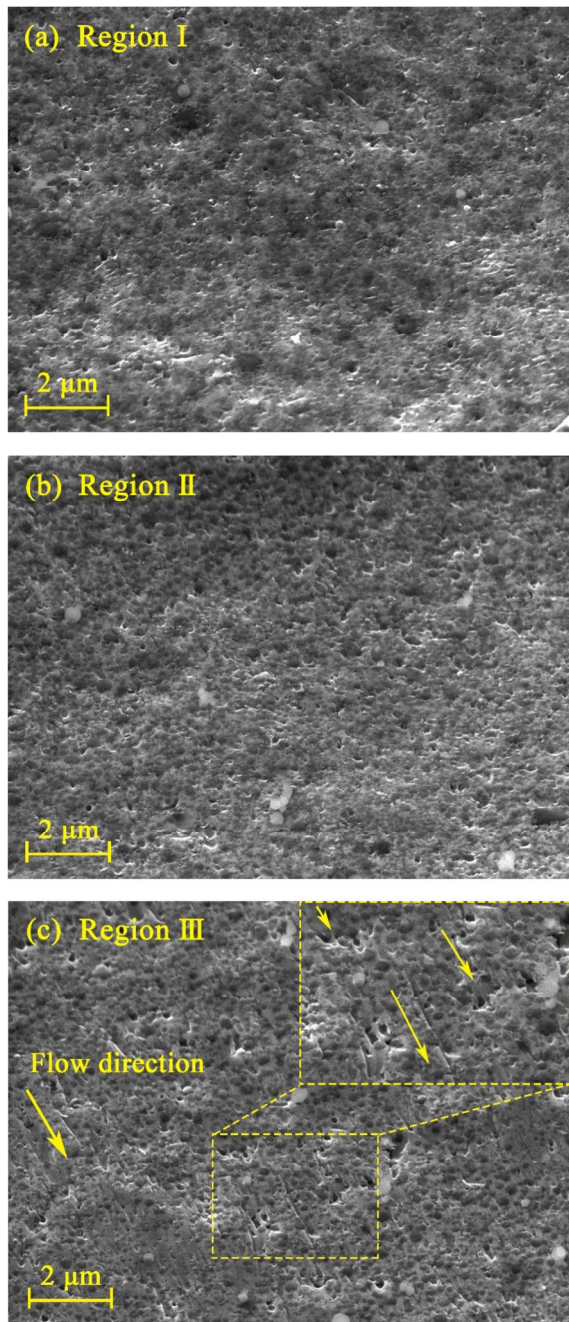 (a) Region I
2 μm
(b) Region Ⅱ
2 μm
(c) Region Ⅲ
Flow direction
2 μm